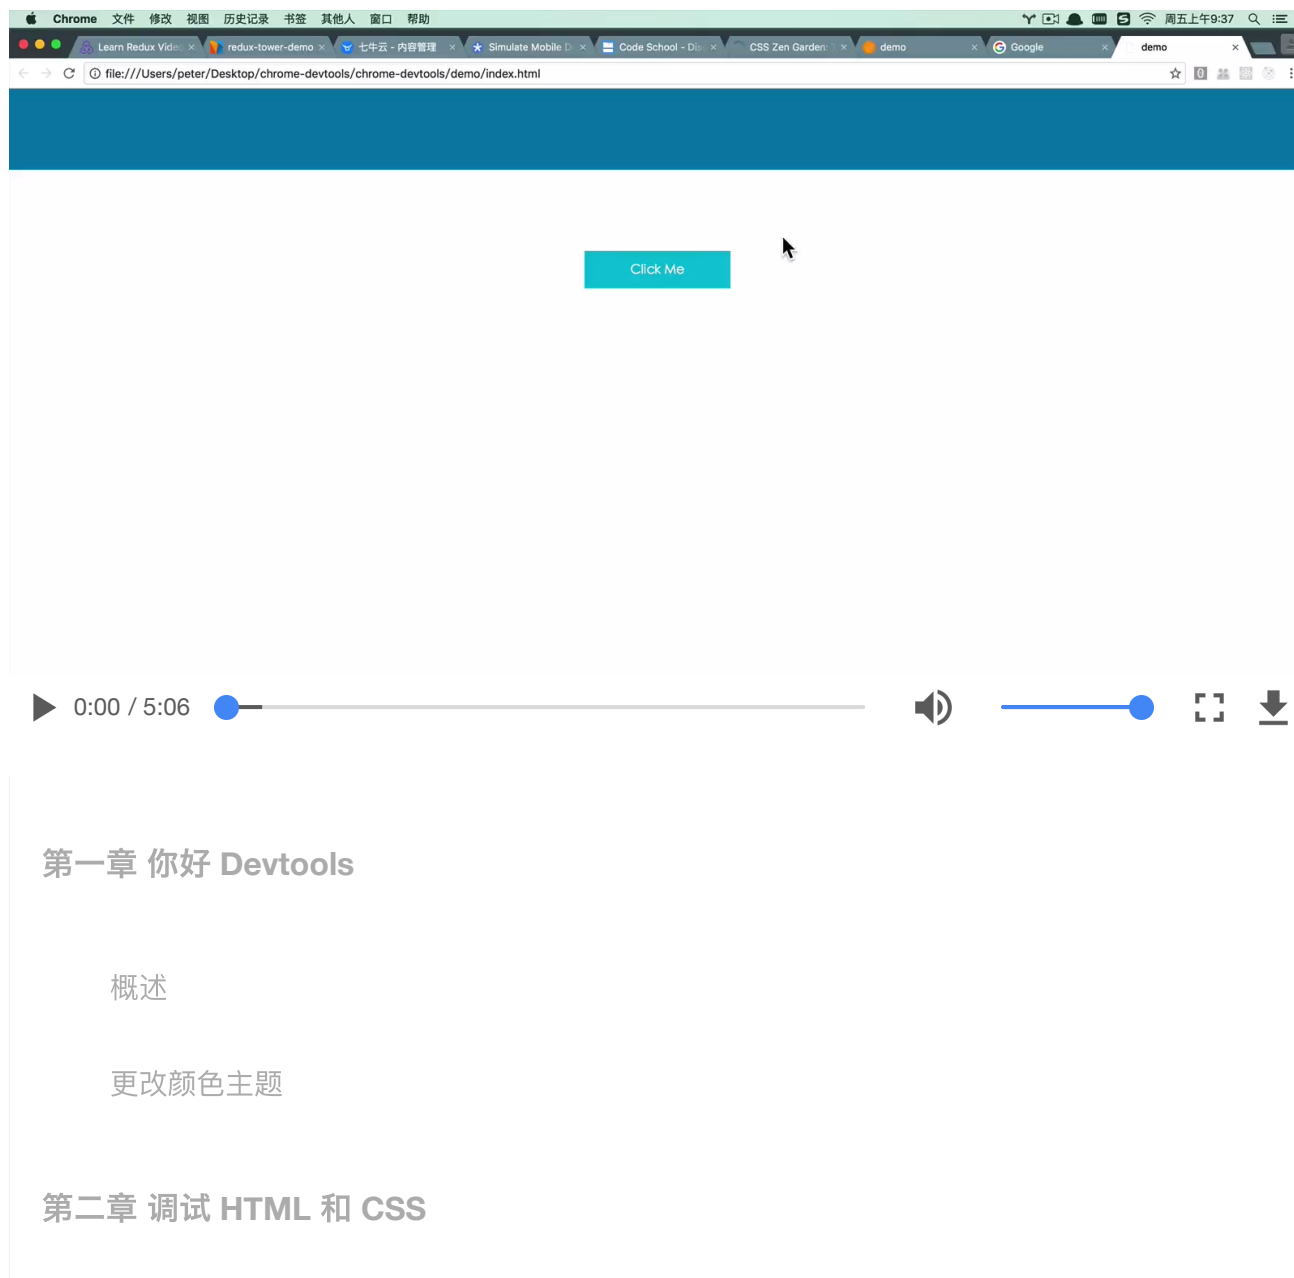 Chrome 文件 修改 视图 历史记录 书签 其他人 窗口 帮助 周五上午9:37
Learn Redux Vide redux-tower-demo 七牛云 - 内容管理 Simulate Mobile D Code School - Dis CSS Zen Garden: T demo Google demo
file:///Users/peter/Desktop/chrome-devtools/chrome-devtools/demo/index.html
Click Me
0:00 / 5:06
第一章 你好 Devtools
概述
更改颜色主题
第二章 调试 HTML 和 CSS